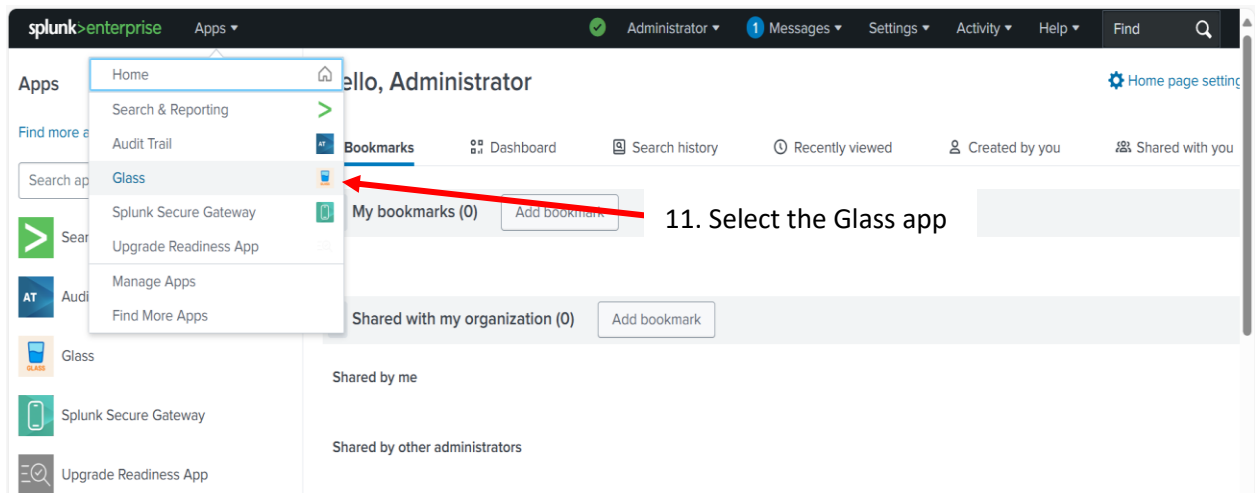 splunk>enterprise Apps ▾ Administrator ▾ 1 Messages ▾ Settings ▾ Activity ▾ Help ▾ Find
Apps
Find more a
Search ap
Sear
AT Audi
GLASS Glass
Splunk Secure Gateway
Upgrade Readiness App
Home
Search & Reporting
AT Audit Trail
Glass
Splunk Secure Gateway
Upgrade Readiness App
Manage Apps
Find More Apps
ello, Administrator
Home page setting
Bookmarks Dashboard Search history Recently viewed Created by you Shared with you
My bookmarks (0) Add bookmark
11. Select the Glass app
Shared with my organization (0) Add bookmark
Shared by me
Shared by other administrators